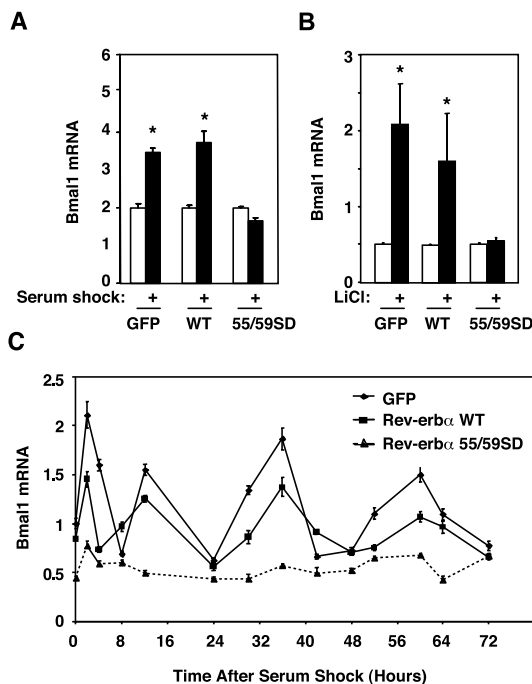 A
6
5
4
3
2
1
0
Bmal1 mRNA
Serum shock: + + +
GFP WT 55/59SD
*
*
B
3
2
1
0
Bmal1 mRNA
LiCl: + + +
GFP WT 55/59SD
*
*
C
2.5
2
1.5
1
0.5
0
Bmal1 mRNA
GFP
Rev-erbα WT
Rev-erbα 55/59SD
0 8 16 24 32 40 48 56 64 72
Time After Serum Shock (Hours)